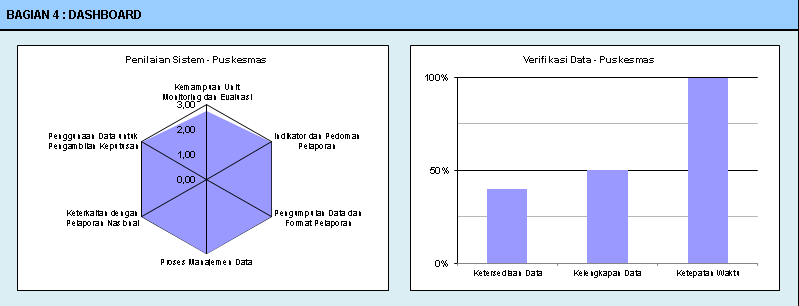 BAGIAN 4 : DASHBOARD
Penilaian Sistem - Puskesmas
Kemampuan Unit
Monitoring dan Evaluasi
3,00
2,00
1,00
0,00
Indikator dan Pedoman
Pelaporan
Pengumpulan Data dan
Format Pelaporan
Proses Manajemen Data
Keterkaitan dengan
Pelaporan Nasional
Penggunaan Data untuk
Pengambilan Keputusan
Verifikasi Data - Puskesmas
100%
50%
0%
Ketersediaan Data
Kelengkapan Data
Ketepatan Waktu